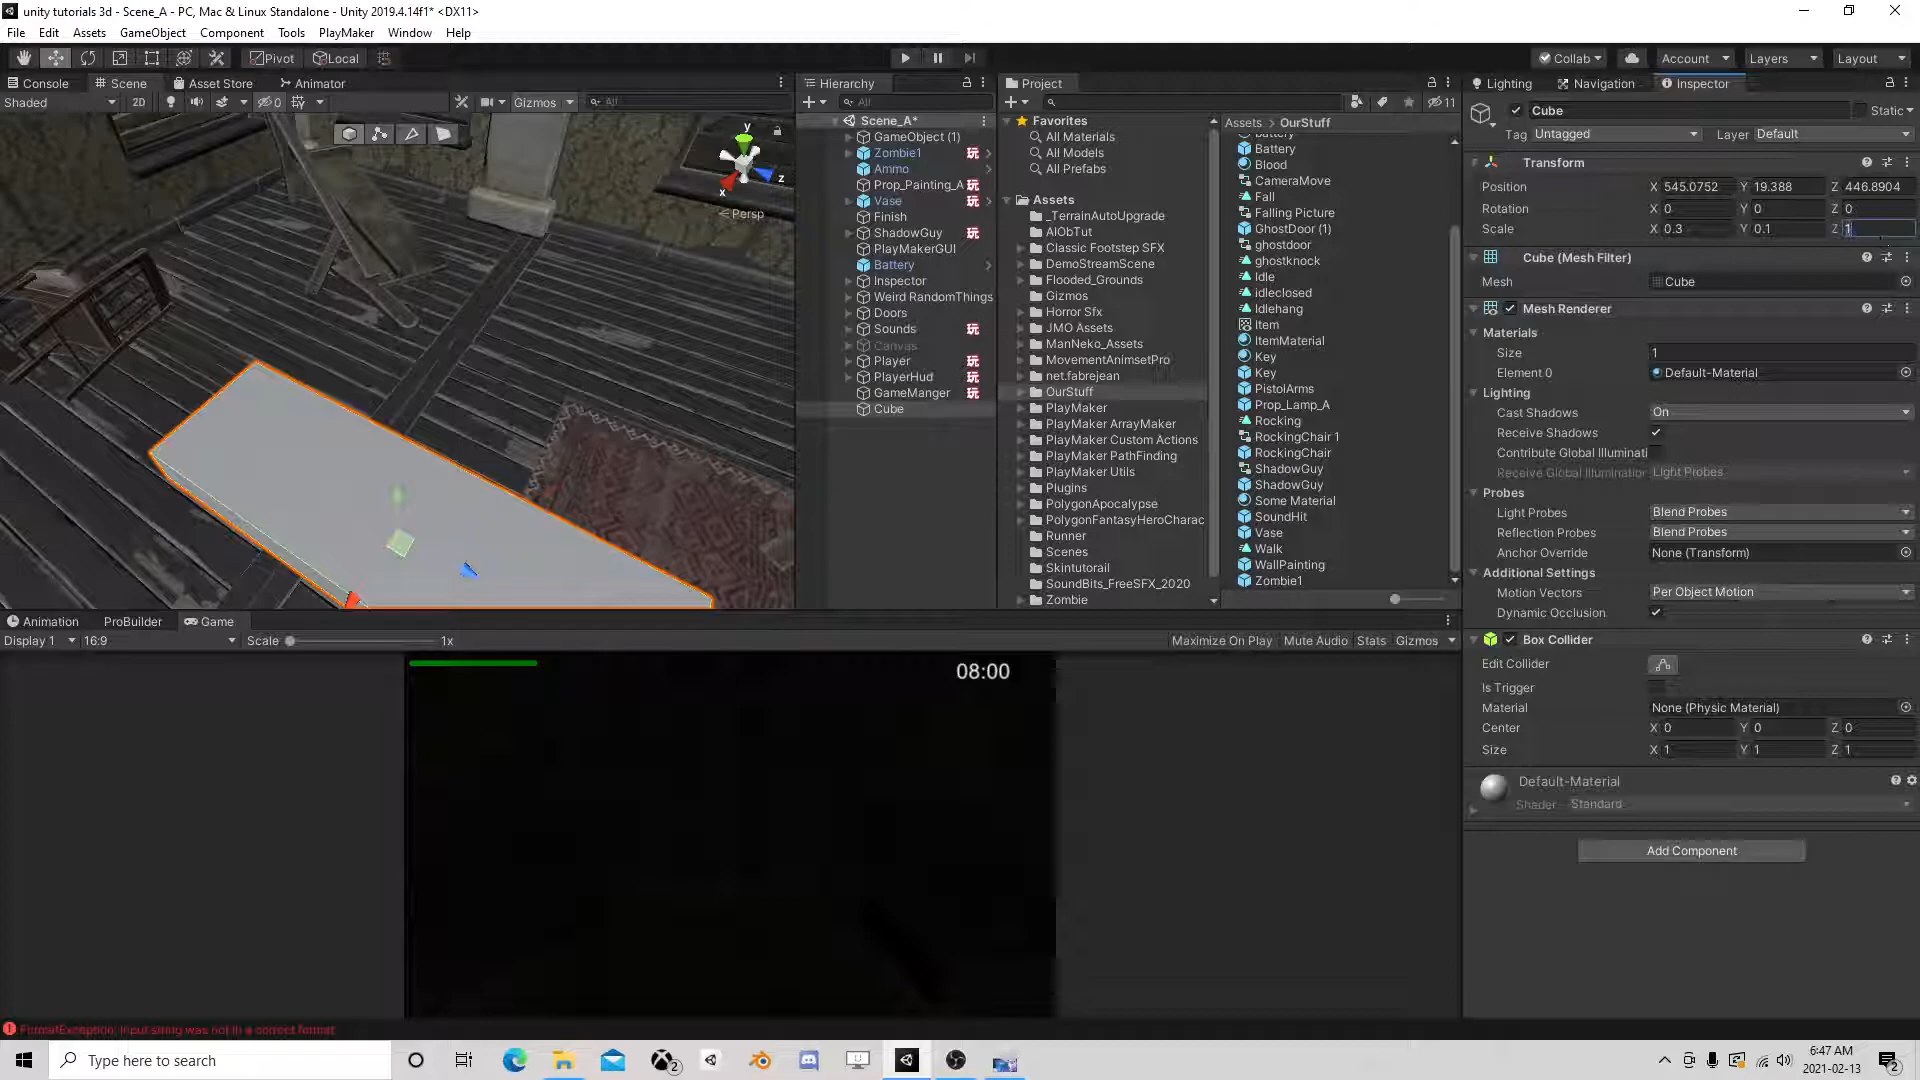 unity tutorials 3d - Scene_A - PC, Mac & Linux Standalone - Unity 2019.4.14f1* <DX11>
File Edit Assets GameObject Component Tools PlayMaker Window Help
Pivot Local Collab Account Layers Layout
Console Scene Asset Store Animator
Shaded 2D 0 Gizmos All
y
z
x
Persp
Hierarchy
All
Scene_A*
GameObject (1)
Zombie1
Ammo
Prop_Painting_A
Vase
Finish
ShadowGuy
PlayMakerGUI
Battery
Inspector
Weird RandomThings
Doors
Sounds
Canvas
Player
PlayerHud
GameManger
Cube
Project
11
Favorites
All Materials
All Models
All Prefabs
Assets
_TerrainAutoUpgrade
AIObTut
Classic Footstep SFX
DemoStreamScene
Flooded_Grounds
Gizmos
Horror Sfx
JMO Assets
ManNeko_Assets
MovementAnimsetPro
net.fabrejean
OurStuff
PlayMaker
PlayMaker ArrayMaker
PlayMaker Custom Actions
PlayMaker PathFinding
PlayMaker Utils
Plugins
PolygonApocalypse
PolygonFantasyHeroCharac
Runner
Scenes
Skintutorail
SoundBits_FreeSFX_2020
Zombie
Assets > OurStuff
Battery
Blood
CameraMove
Fall
Falling Picture
GhostDoor (1)
ghostdoor
ghostknock
Idle
idleclosed
Idlehang
Item
ItemMaterial
Key
Key
PistolArms
Prop_Lamp_A
Rocking
RockingChair 1
RockingChair
ShadowGuy
ShadowGuy
Some Material
SoundHit
Vase
Walk
WallPainting
Zombie1
Lighting Navigation Inspector
Cube Static
Tag Untagged Layer Default
Transform
Position X 545.0752 Y 19.388 Z 446.8904
Rotation X 0 Y 0 Z 0
Scale X 0.3 Y 0.1 Z 1
Cube (Mesh Filter)
Mesh Cube
Mesh Renderer
Materials
Size 1
Element 0 Default-Material
Lighting
Cast Shadows On
Receive Shadows
Contribute Global Illuminati
Receive Global Illumination Light Probes
Probes
Light Probes Blend Probes
Reflection Probes Blend Probes
Anchor Override None (Transform)
Additional Settings
Motion Vectors Per Object Motion
Dynamic Occlusion
Box Collider
Edit Collider
Is Trigger
Material None (Physic Material)
Center X 0 Y 0 Z 0
Size X 1 Y 1 Z 1
Default-Material
Shader Standard
Add Component
Animation ProBuilder Game
Display 1 16:9 Scale 1x Maximize On Play Mute Audio Stats Gizmos
08:00
FormatException: Input string was not in a correct format
Type here to search
2
6:47 AM
2021-02-13
2